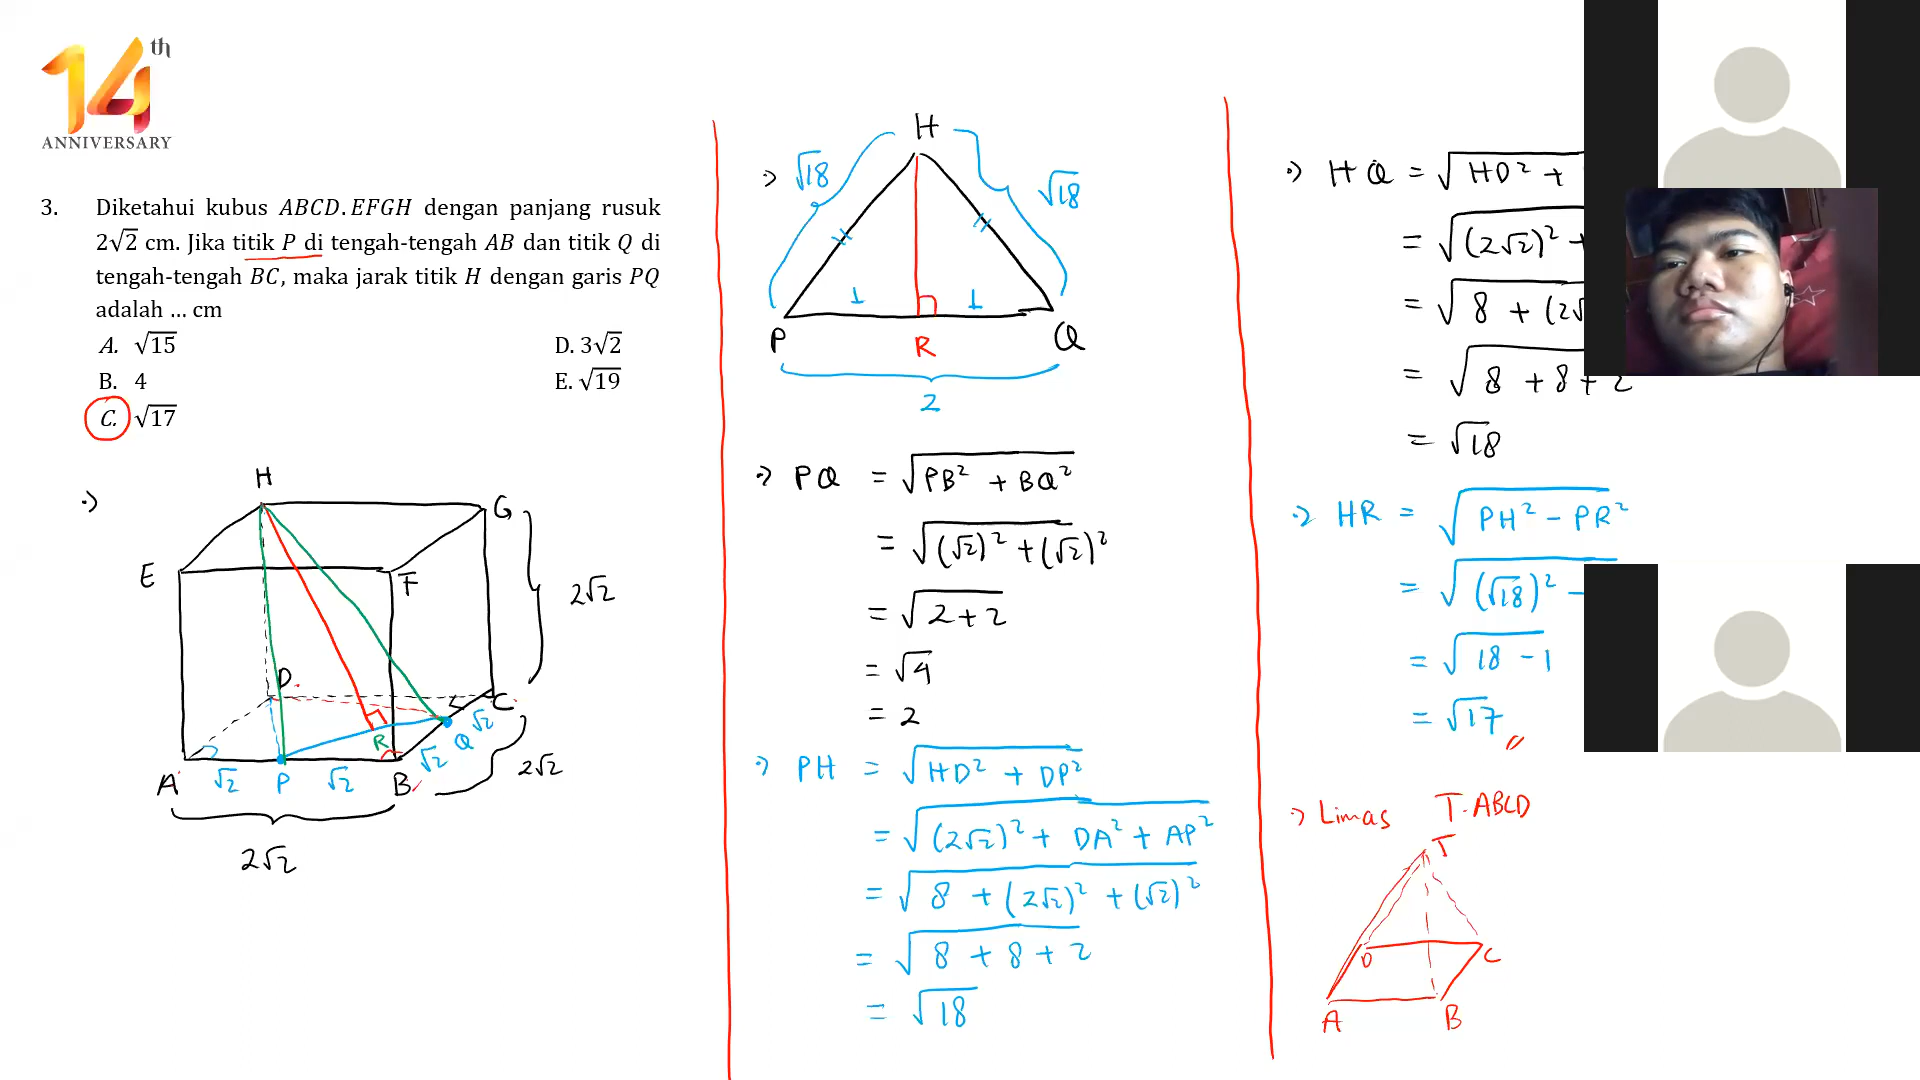 14th
ANNIVERSARY
3. Diketahui kubus ABCD.EFGH dengan panjang rusuk
2√2 cm. Jika titik P di tengah-tengah AB dan titik Q di
tengah-tengah BC, maka jarak titik H dengan garis PQ
adalah ... cm
A. √15
D. 3√2
B. 4
E. √19
C. √17
H
G
E
F
2√2
D
C
R
Q
√2
√2
A
√2
P
√2
B
2√2
2√2
H
√18
√18
1
1
P
R
Q
2
PQ = √PB² + BQ²
= √(√2)² + (√2)²
= √2+2
= √4
= 2
PH = √HD² + DP²
= √(2√2)² + DA² + AP²
= √8 + (2√2)² + (√2)²
= √8 + 8 + 2
= √18
HQ = √HD² +
= √(2√2)² +
= √8 + (2√
= √8 + 8 + 2
= √18
HR = √PH² - PR²
= √(√18)² -
= √18 - 1
= √17
Limas T.ABCD
T
D
C
A
B